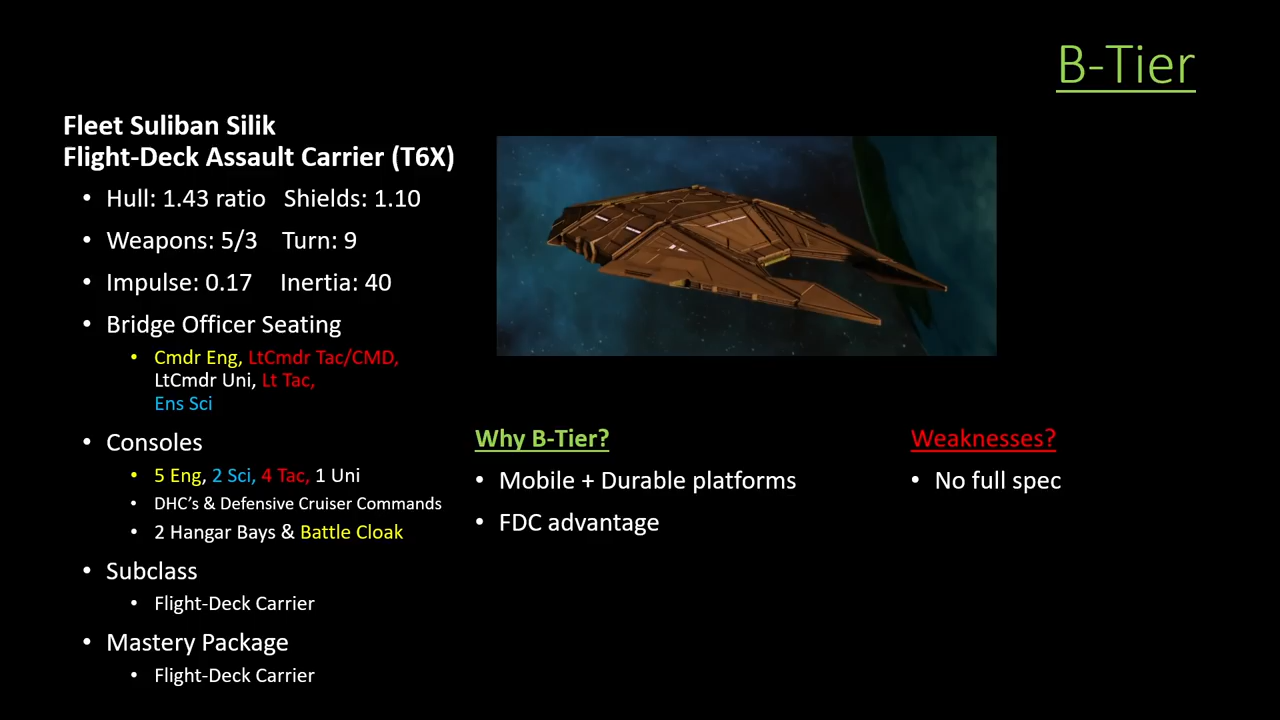 B-Tier
Fleet Suliban Silik
Flight-Deck Assault Carrier (T6X)
• Hull: 1.43 ratio Shields: 1.10
• Weapons: 5/3 Turn: 9
• Impulse: 0.17 Inertia: 40
• Bridge Officer Seating
• Cmdr Eng, LtCmdr Tac/CMD,
LtCmdr Uni, Lt Tac,
Ens Sci
• Consoles
• 5 Eng, 2 Sci, 4 Tac, 1 Uni
• DHC's & Defensive Cruiser Commands
• 2 Hangar Bays & Battle Cloak
• Subclass
• Flight-Deck Carrier
• Mastery Package
• Flight-Deck Carrier
Why B-Tier?
• Mobile + Durable platforms
• FDC advantage
Weaknesses?
• No full spec